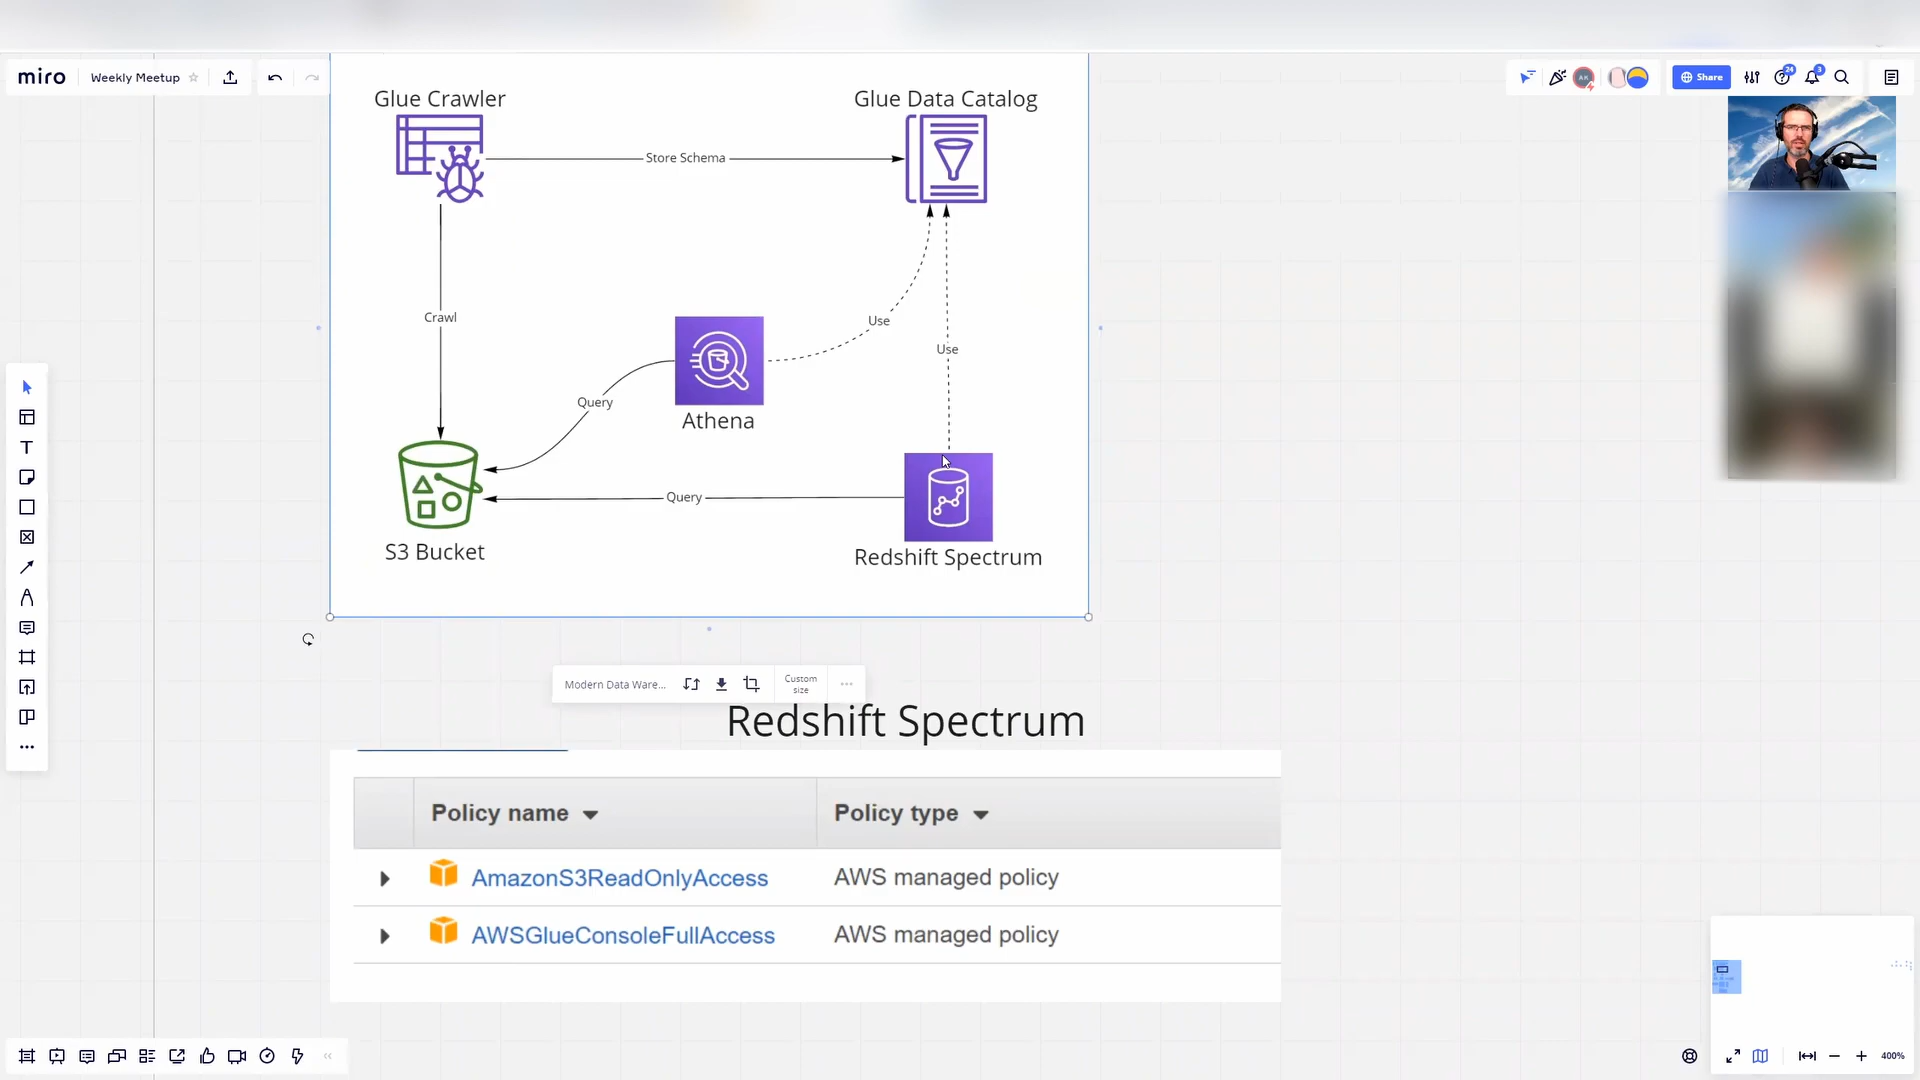 miro
Weekly Meetup
Share
24
3
Glue Crawler
Glue Data Catalog
Store Schema
Crawl
Use
Use
Query
Athena
Query
S3 Bucket
Redshift Spectrum
Modern Data Ware...
Custom
size
Redshift Spectrum
Policy name
Policy type
AmazonS3ReadOnlyAccess
AWS managed policy
AWSGlueConsoleFullAccess
AWS managed policy
400%